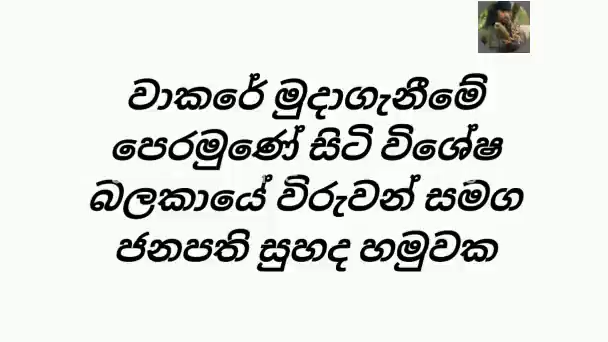 වාකරේ මුදාගැනීමේ
පෙරමුණේ සිටි විශේෂ
බලකායේ විරුවන් සමග
ජනපති සුහද හමුවක